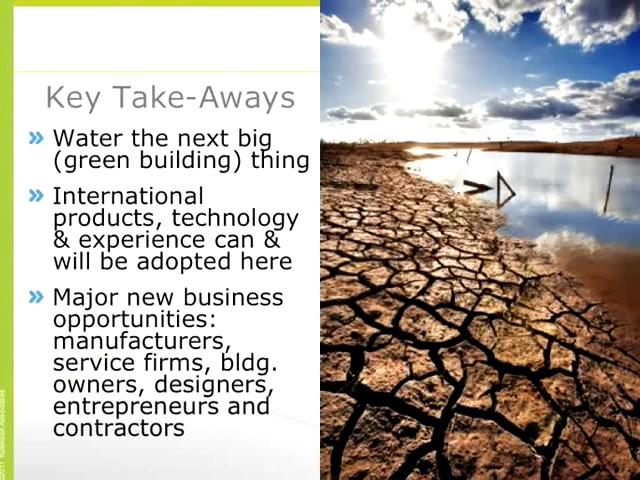 Key Take-Aways
» Water the next big
(green building) thing
» International
products, technology
& experience can &
will be adopted here
» Major new business
opportunities:
manufacturers,
service firms, bldg.
owners, designers,
entrepreneurs and
contractors